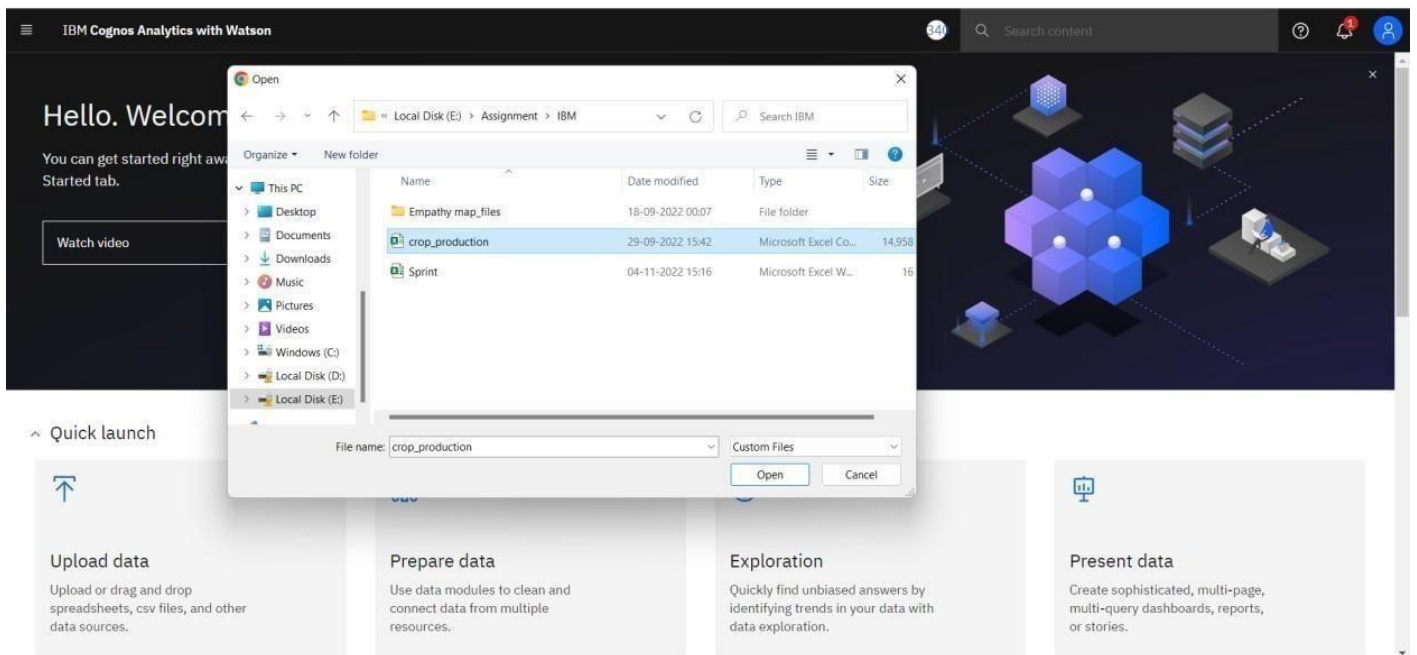 IBM Cognos Analytics with Watson
340
Search content
1
Hello. Welcom
You can get started right awa
Started tab.
Watch video
Open
« Local Disk (E:) > Assignment > IBM
Search IBM
Organize
New folder
Name
Date modified
Type
Size
This PC
Desktop
Documents
Downloads
Music
Pictures
Videos
Windows (C:)
Local Disk (D:)
Local Disk (E:)
Empathy map_files
18-09-2022 00:07
File folder
crop_production
29-09-2022 15:42
Microsoft Excel Co...
14,958
Sprint
04-11-2022 15:16
Microsoft Excel W...
16
File name:
crop_production
Custom Files
Open
Cancel
Quick launch
Upload data
Upload or drag and drop
spreadsheets, csv files, and other
data sources.
Prepare data
Use data modules to clean and
connect data from multiple
resources.
Exploration
Quickly find unbiased answers by
identifying trends in your data with
data exploration.
Present data
Create sophisticated, multi-page,
multi-query dashboards, reports,
or stories.